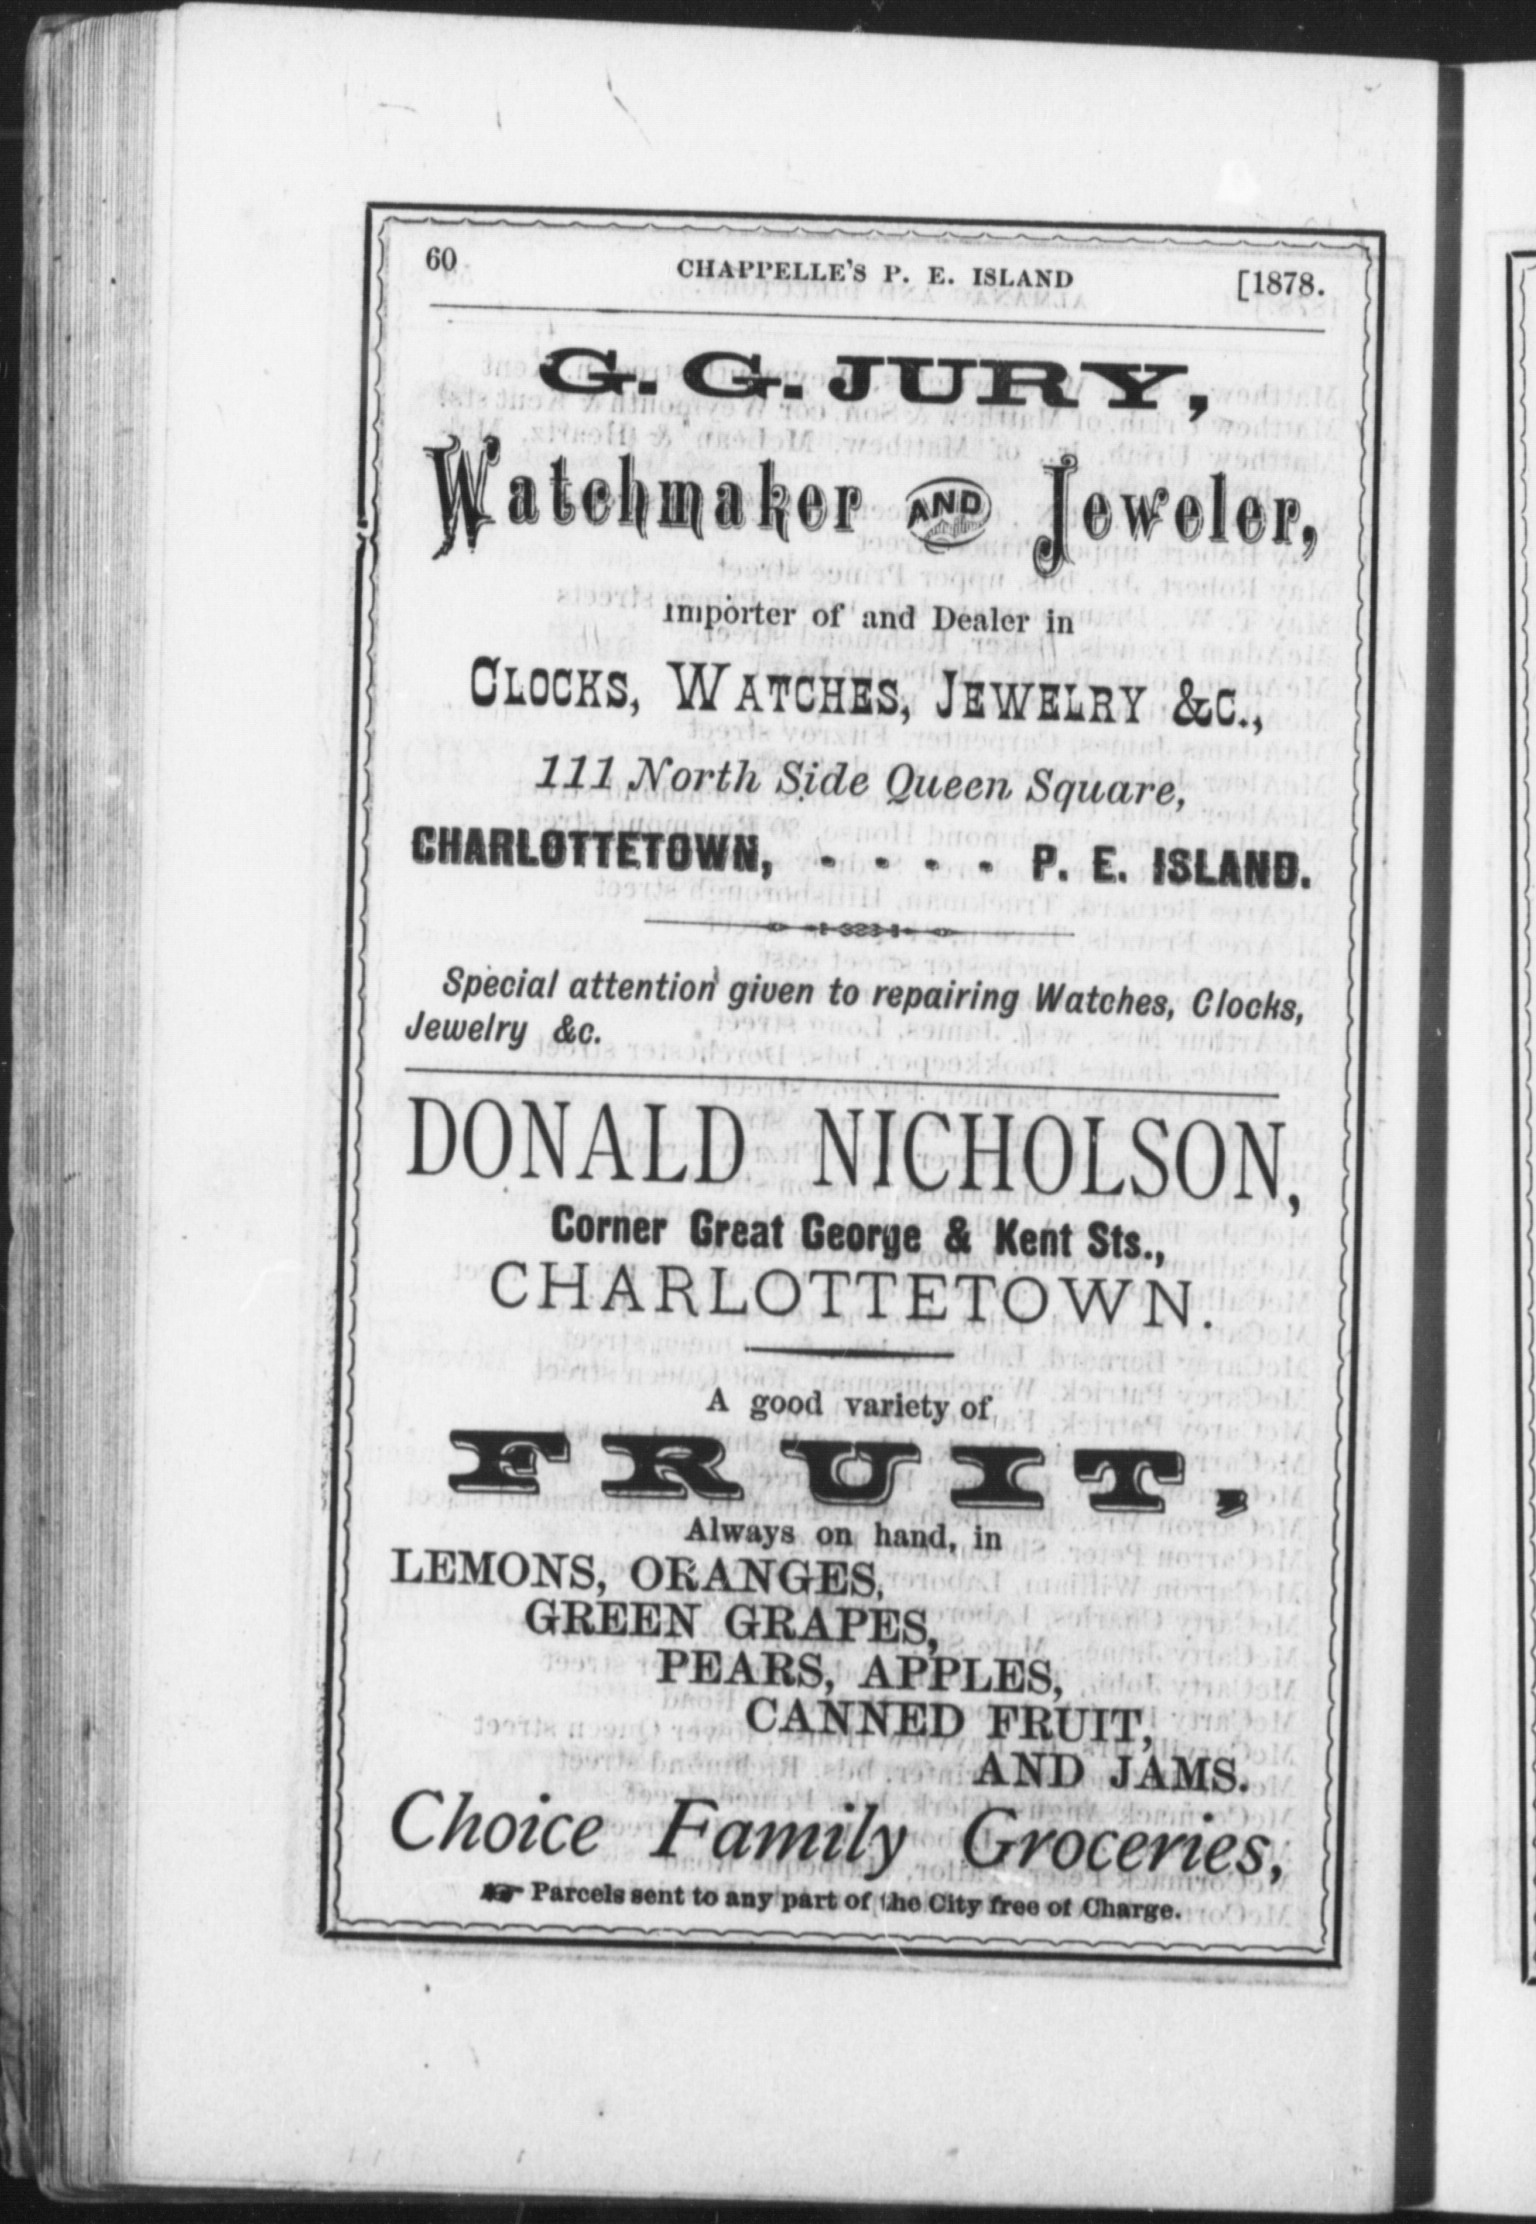 60 CHAPPELLE'S P. E. ISLAND [1878.
G. G. JURY,
Watchmaker AND Jeweler,
Importer of and Dealer in
CLOCKS, WATCHES, JEWELRY &C.,
111 North Side Queen Square,
CHARLOTTETOWN, - - - - P. E. ISLAND.
Special attention given to repairing Watches, Clocks,
Jewelry &c.
DONALD NICHOLSON,
Corner Great George & Kent Sts.,
CHARLOTTETOWN.
A good variety of
FRUIT,
Always on hand, in
LEMONS, ORANGES,
GREEN GRAPES,
PEARS, APPLES,
CANNED FRUIT,
AND JAMS.
Choice Family Groceries,
☛ Parcels sent to any part of the City free of Charge.